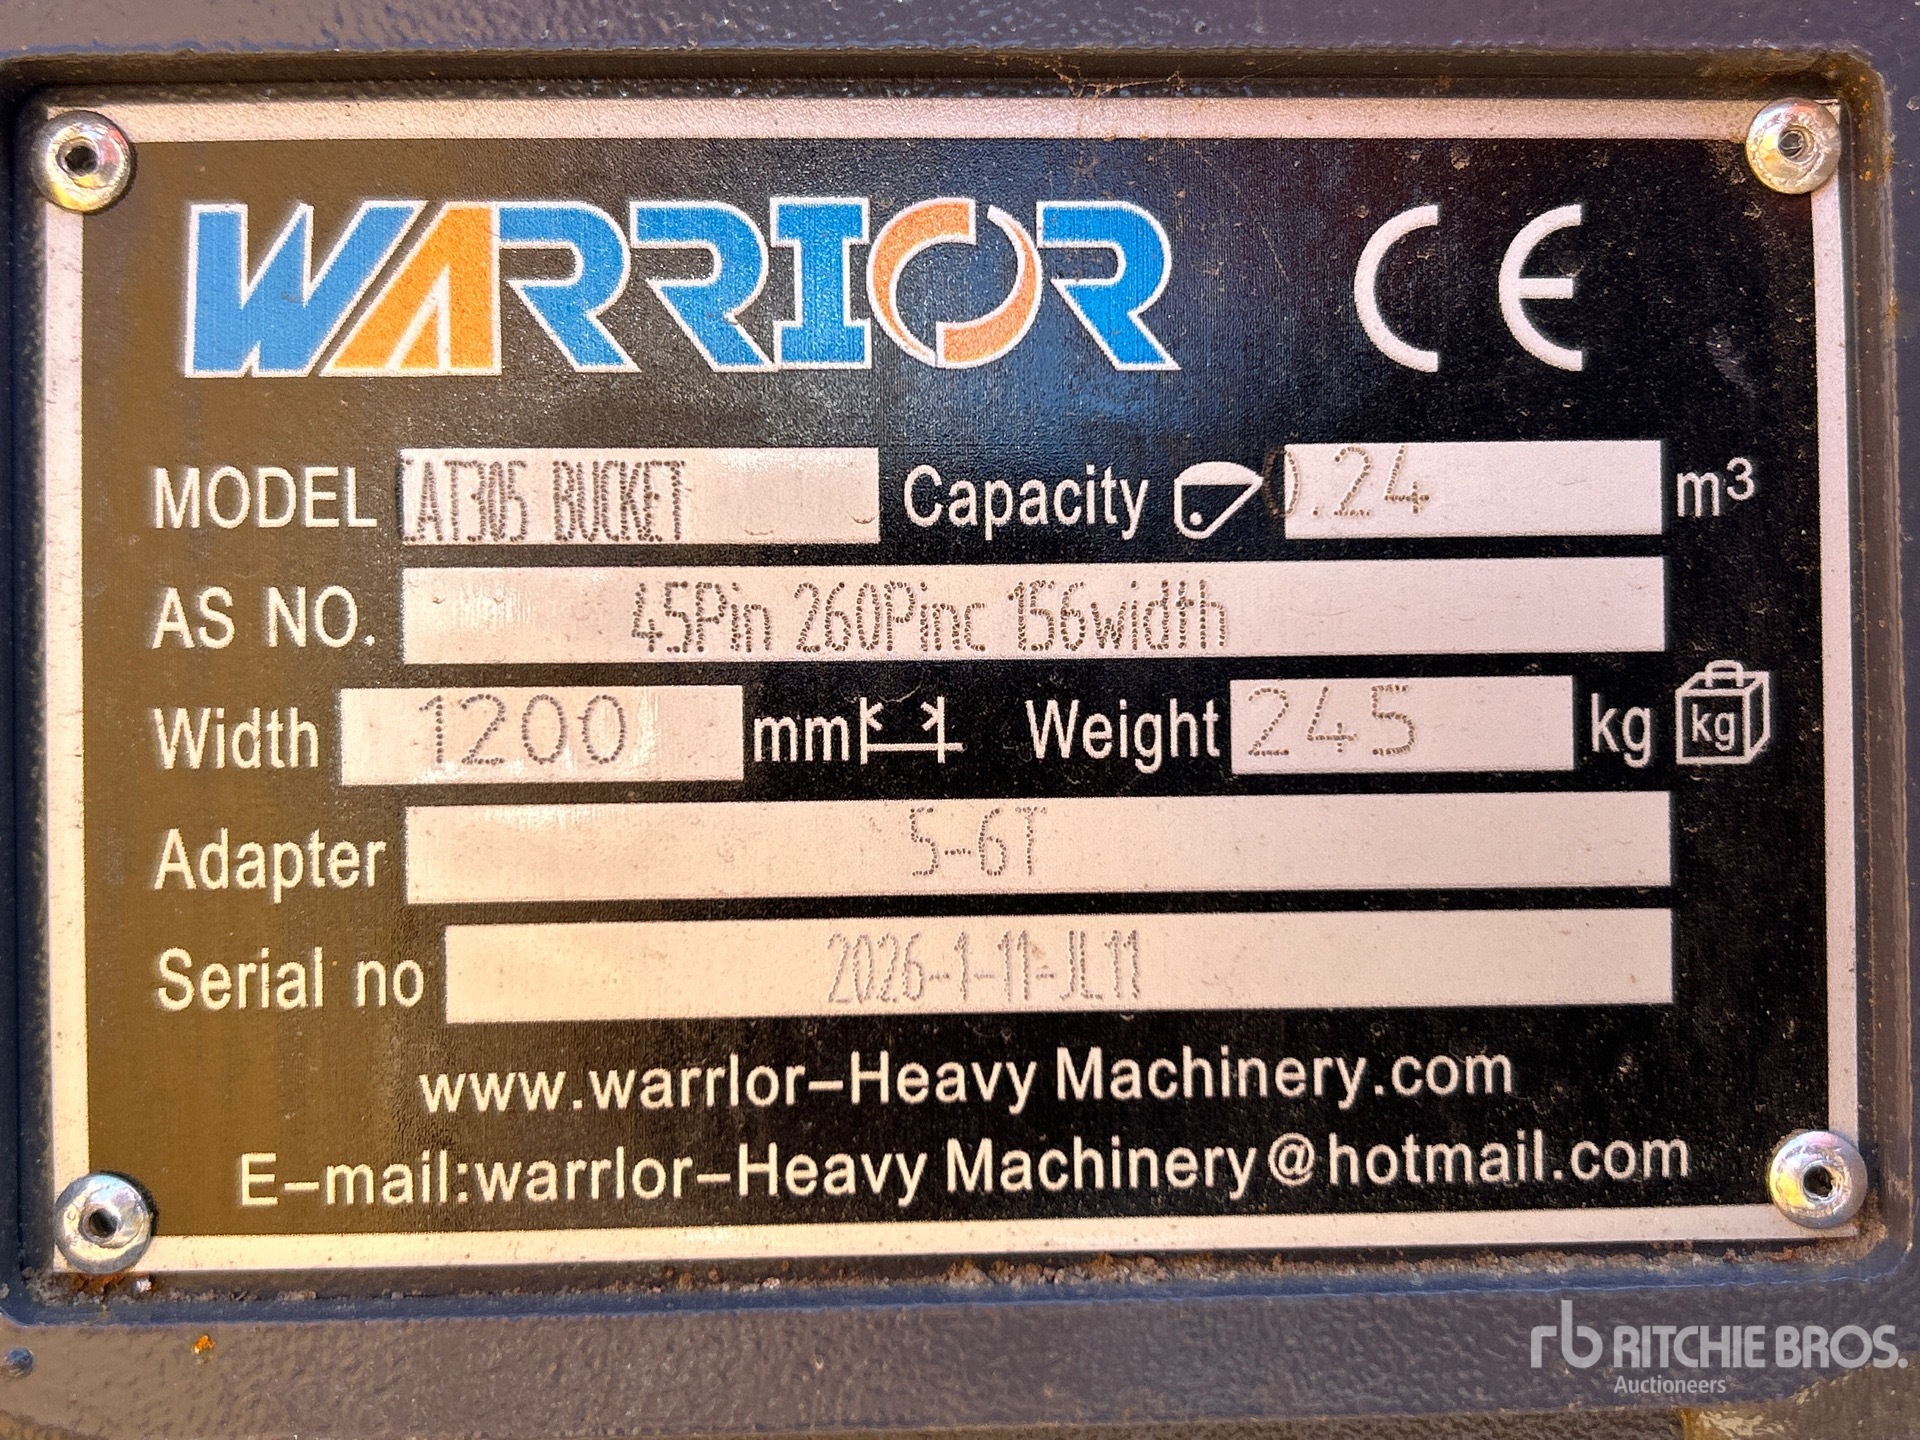 WARRIOR CE
MODEL CAT305 BUCKET Capacity 0.24 m³
AS NO. 45Pin 260Pinc 156width
Width 1200 mm Weight 245 kg kg
Adapter 5-6T
Serial no 2026-1-11-JL11
www.warrlor-Heavy Machinery.com
E-mail:warrlor-Heavy Machinery@hotmail.com
rb RITCHIE BROS.
Auctioneers